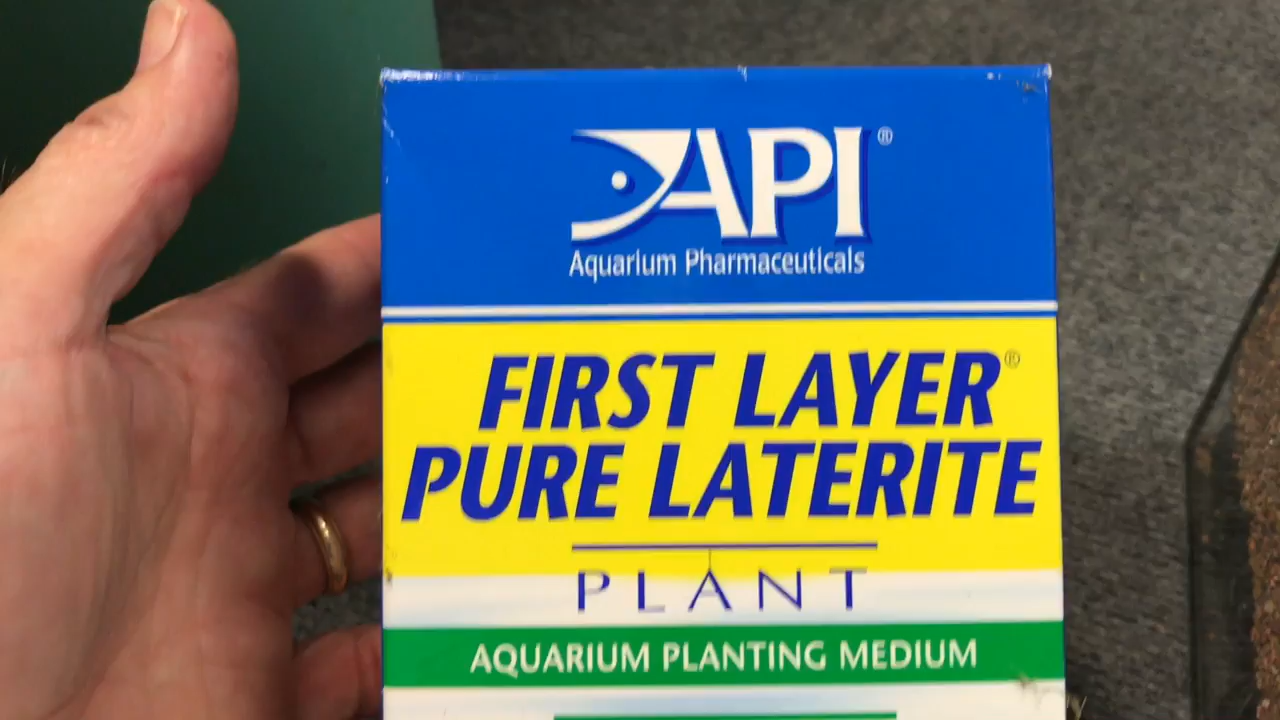 API®
Aquarium Pharmaceuticals
FIRST LAYER®
PURE LATERITE
PLANT
AQUARIUM PLANTING MEDIUM